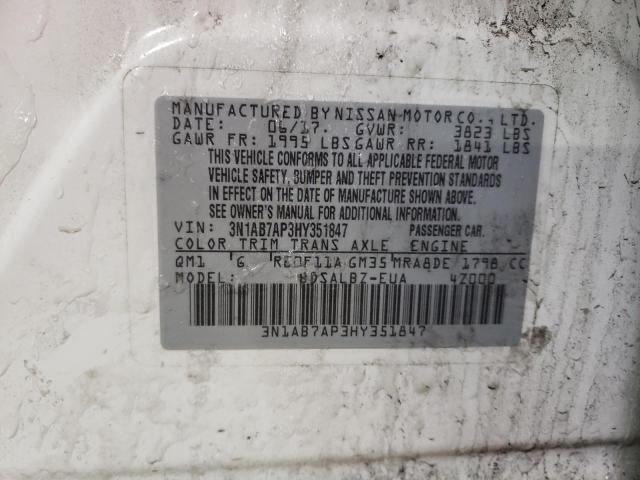 MANUFACTURED BY NISSAN MOTOR CO., LTD.
DATE: 06/17. GVWR: 3823 LBS
GAWR FR: 1995 LBS GAWR RR: 1841 LBS
THIS VEHICLE CONFORMS TO ALL APPLICABLE FEDERAL MOTOR
VEHICLE SAFETY, BUMPER AND THEFT PREVENTION STANDARDS
IN EFFECT ON THE DATE OF MANUFACTURE SHOWN ABOVE.
SEE OWNER'S MANUAL FOR ADDITIONAL INFORMATION.
VIN: 3N1AB7AP3HY351847 PASSENGER CAR.
COLOR TRIM TRANS AXLE ENGINE
QM1 G RE0F11A GM35 MRA8DE 1798 CC
MODEL: BDSALBZ-EUA 4Z000
3N1AB7AP3HY351847